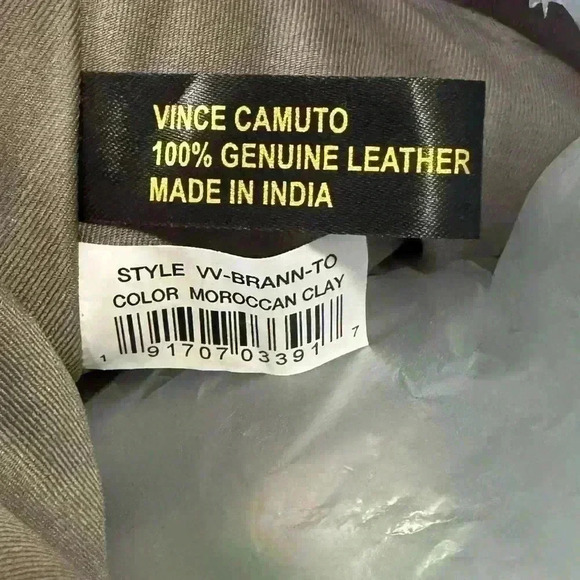 VINCE CAMUTO
100% GENUINE LEATHER
MADE IN INDIA
STYLE VV-BRANN-TO
COLOR MOROCCAN CLAY
1 91707 03391 7